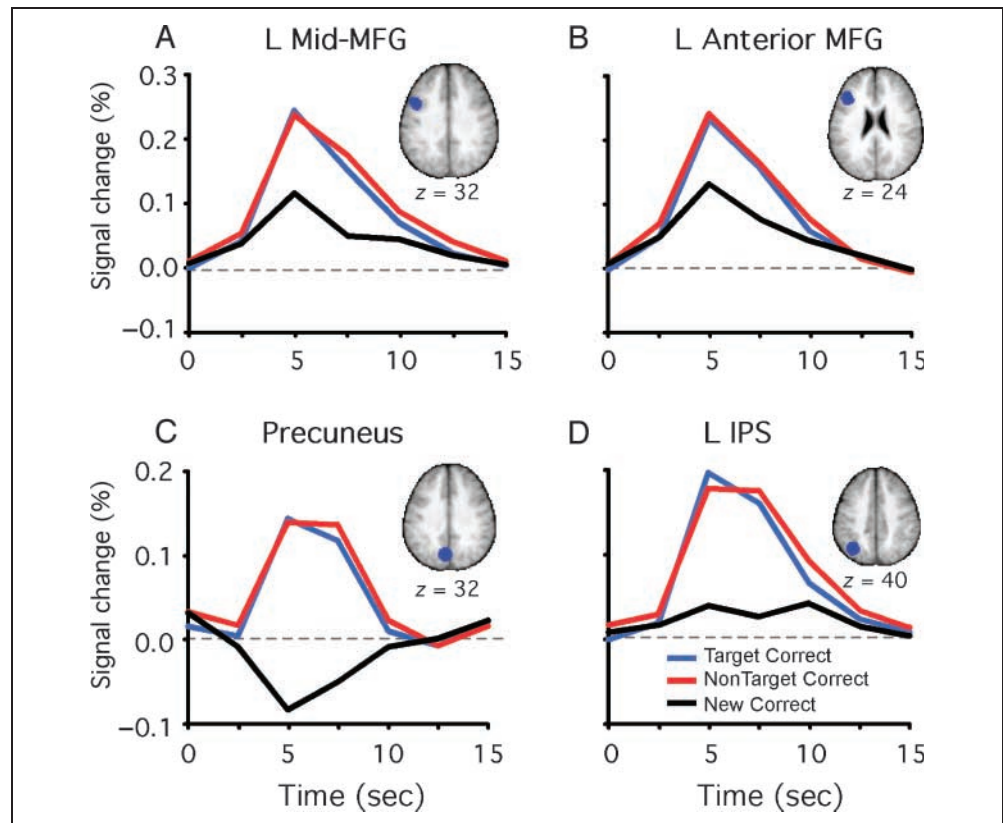 A L Mid-MFG
B L Anterior MFG
Signal change (%)
0.3
0.2
0.1
0.0
−0.1
z = 32
z = 24
0 5 10 15
0 5 10 15
C Precuneus
D L IPS
Signal change (%)
0.2
0.1
0.0
−0.1
z = 32
z = 40
Target Correct
NonTarget Correct
New Correct
0 5 10 15
0 5 10 15
Time (sec)
Time (sec)